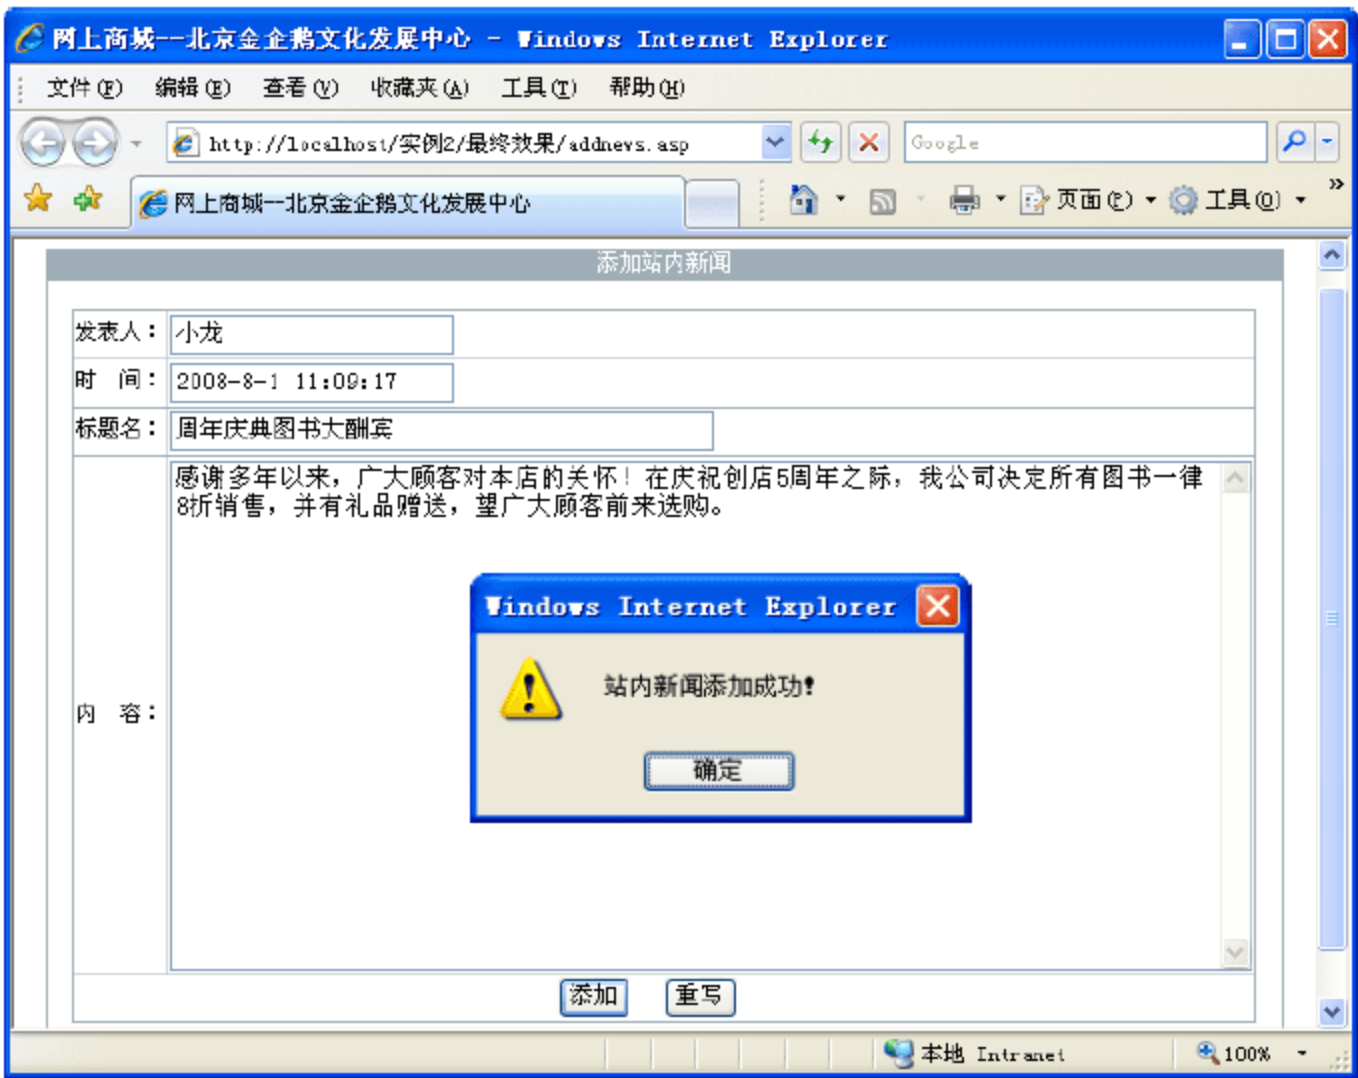 网上商城--北京金企鹅文化发展中心 - Windows Internet Explorer
文件(F) 编辑(E) 查看(V) 收藏夹(A) 工具(T) 帮助(H)
http://localhost/实例2/最终效果/addnews.asp Google
网上商城--北京金企鹅文化发展中心 页面(P) 工具(O) »
添加站内新闻
发表人： 小龙
时 间： 2008-8-1 11:09:17
标题名： 周年庆典图书大酬宾
感谢多年以来，广大顾客对本店的关怀！在庆祝创店5周年之际，我公司决定所有图书一律
8折销售，并有礼品赠送，望广大顾客前来选购。
Windows Internet Explorer
站内新闻添加成功!
内 容：
确定
添加 重写
本地 Intranet 100%